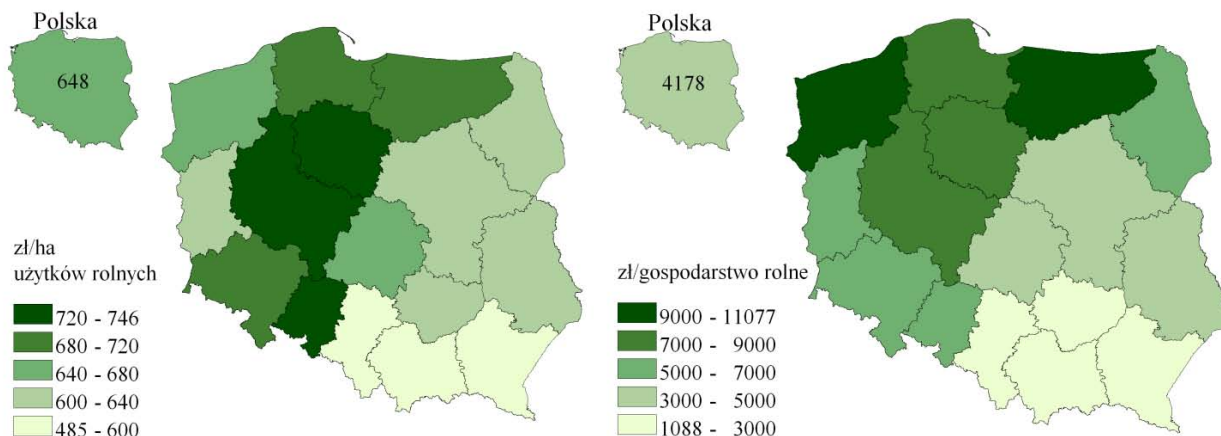 Polska
648
zł/ha
użytków rolnych
720 - 746
680 - 720
640 - 680
600 - 640
485 - 600
Polska
4178
zł/gospodarstwo rolne
9000 - 11077
7000 - 9000
5000 - 7000
3000 - 5000
1088 - 3000